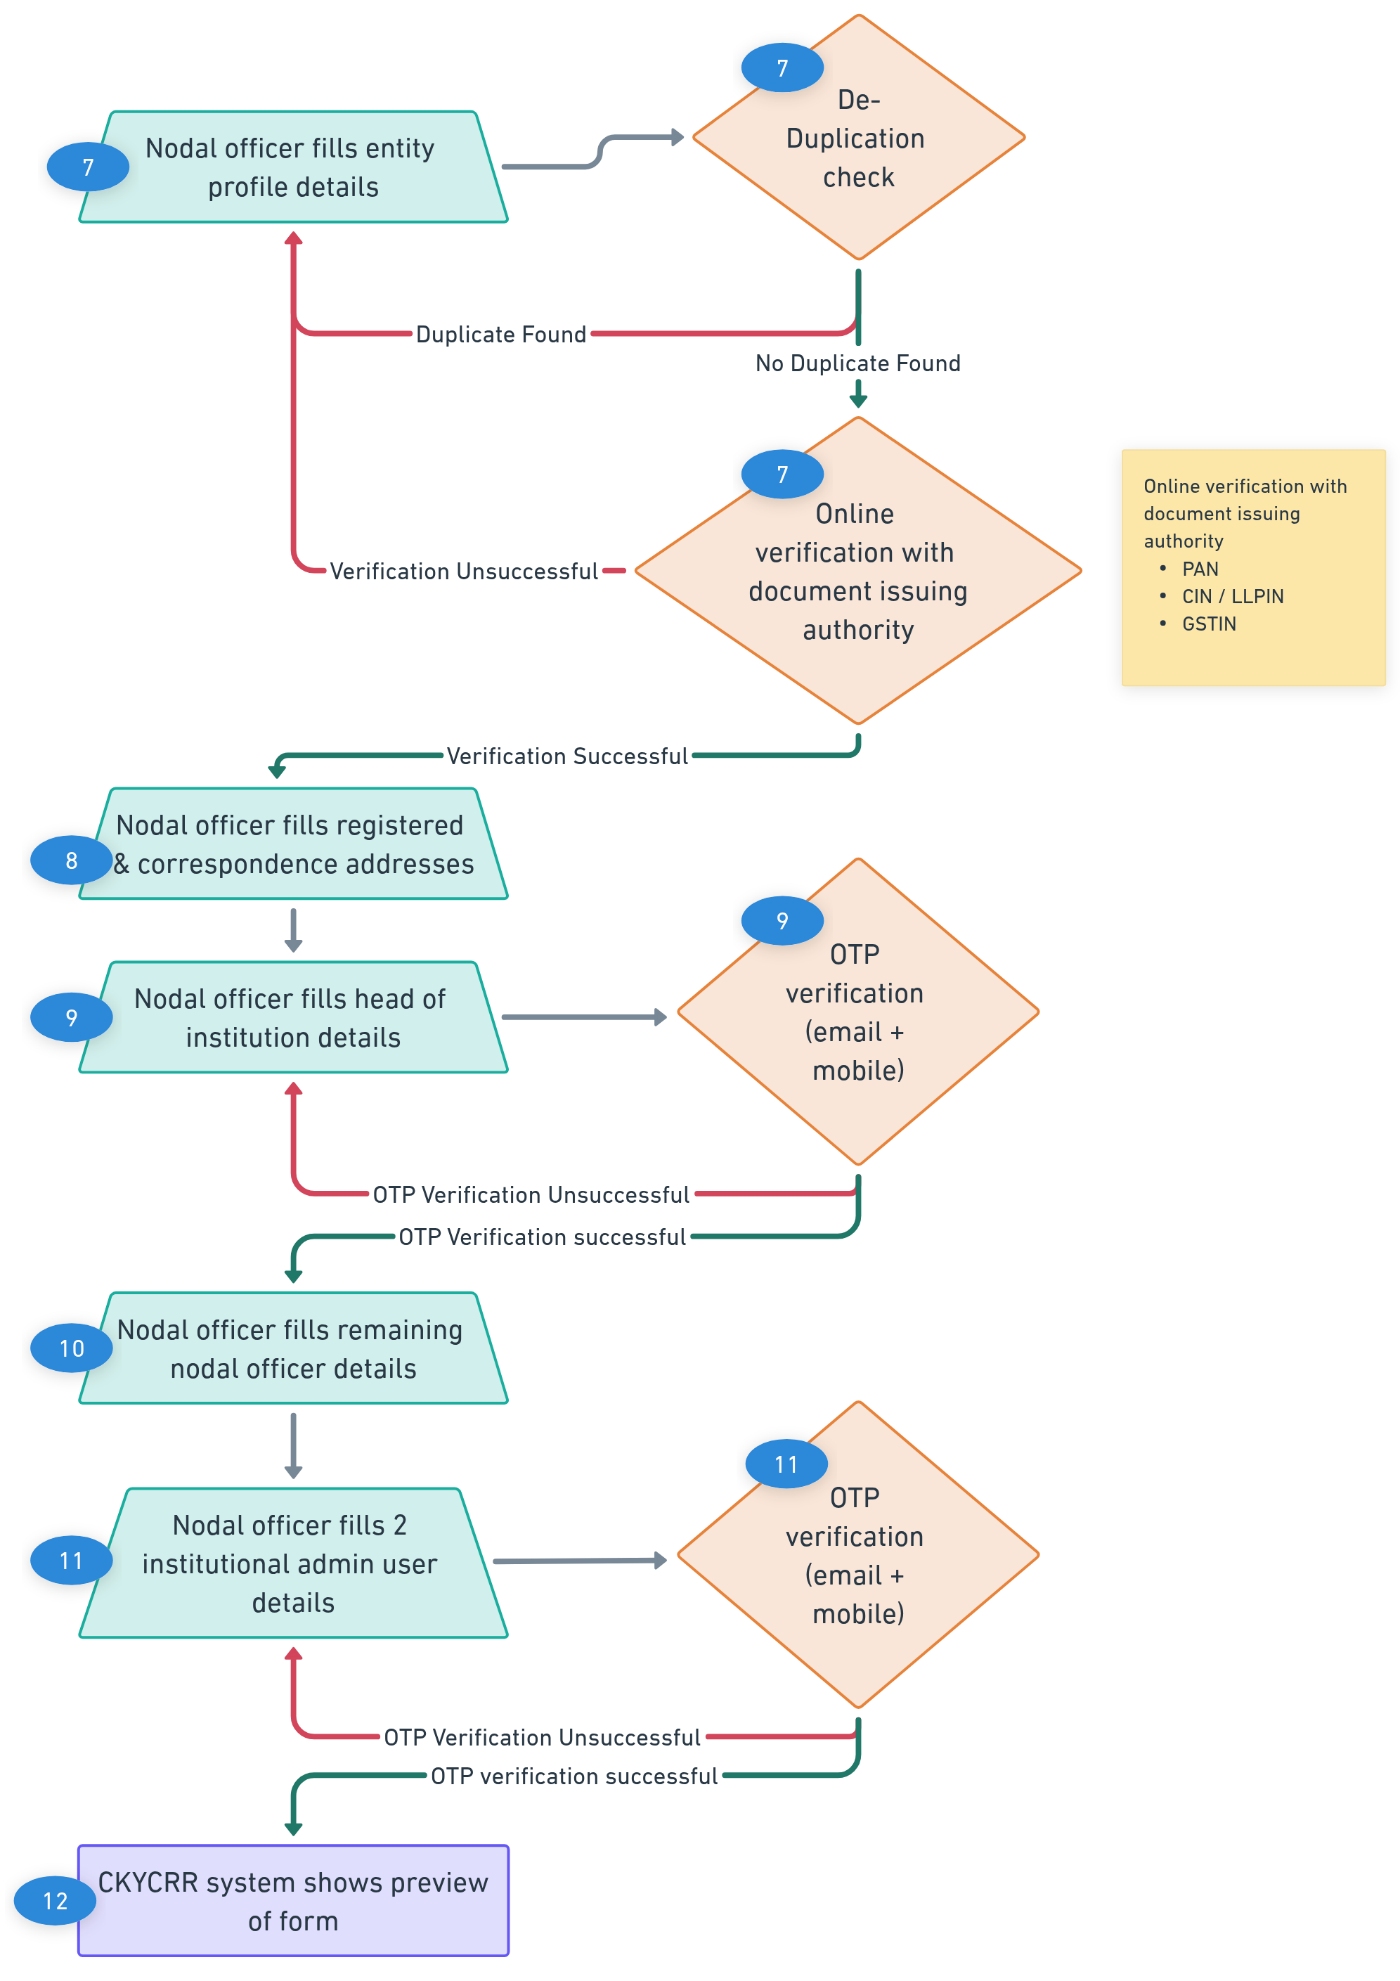 7
De-
Duplication
check
7
Nodal officer fills entity
profile details
Duplicate Found
No Duplicate Found
7
Online
verification with
document issuing
authority
Verification Unsuccessful
Online verification with
document issuing
authority
• PAN
• CIN / LLPIN
• GSTIN
Verification Successful
8
Nodal officer fills registered
& correspondence addresses
9
OTP
verification
(email +
mobile)
9
Nodal officer fills head of
institution details
OTP Verification Unsuccessful
OTP Verification successful
10
Nodal officer fills remaining
nodal officer details
11
OTP
verification
(email +
mobile)
11
Nodal officer fills 2
institutional admin user
details
OTP Verification Unsuccessful
OTP verification successful
12
CKYCRR system shows preview
of form